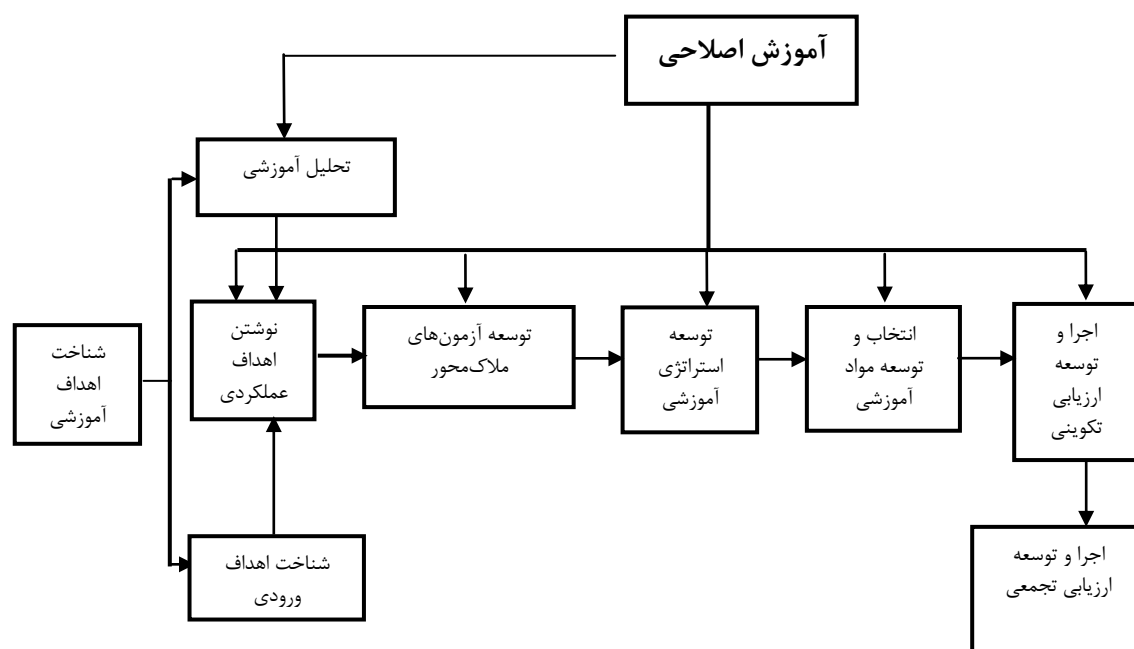 آموزش اصلاحی
تحلیل آموزشی
شناخت
اهداف
آموزشی
نوشتن
اهداف
عملکردی
توسعه آزمون‌های
ملاک‌محور
توسعه
استراتژی
آموزشی
انتخاب و
توسعه مواد
آموزشی
اجرا و
توسعه
ارزیابی
تکوینی
شناخت اهداف
ورودی
اجرا و توسعه
ارزیابی تجمعی